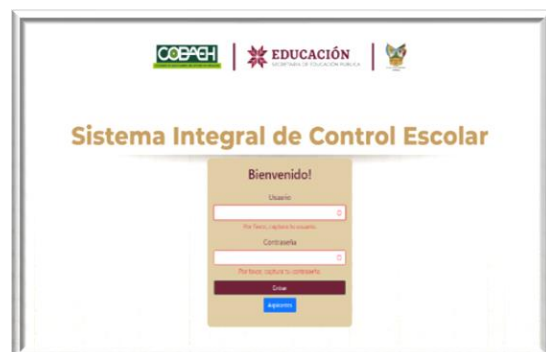 COBAEH
EDUCACIÓN
SECRETARÍA DE EDUCACIÓN PÚBLICA
Sistema Integral de Control Escolar
Bienvenido!
Usuario
Por favor, captura tu usuario.
Contraseña
Por favor, captura tu contraseña.
Entrar
Aspirantes